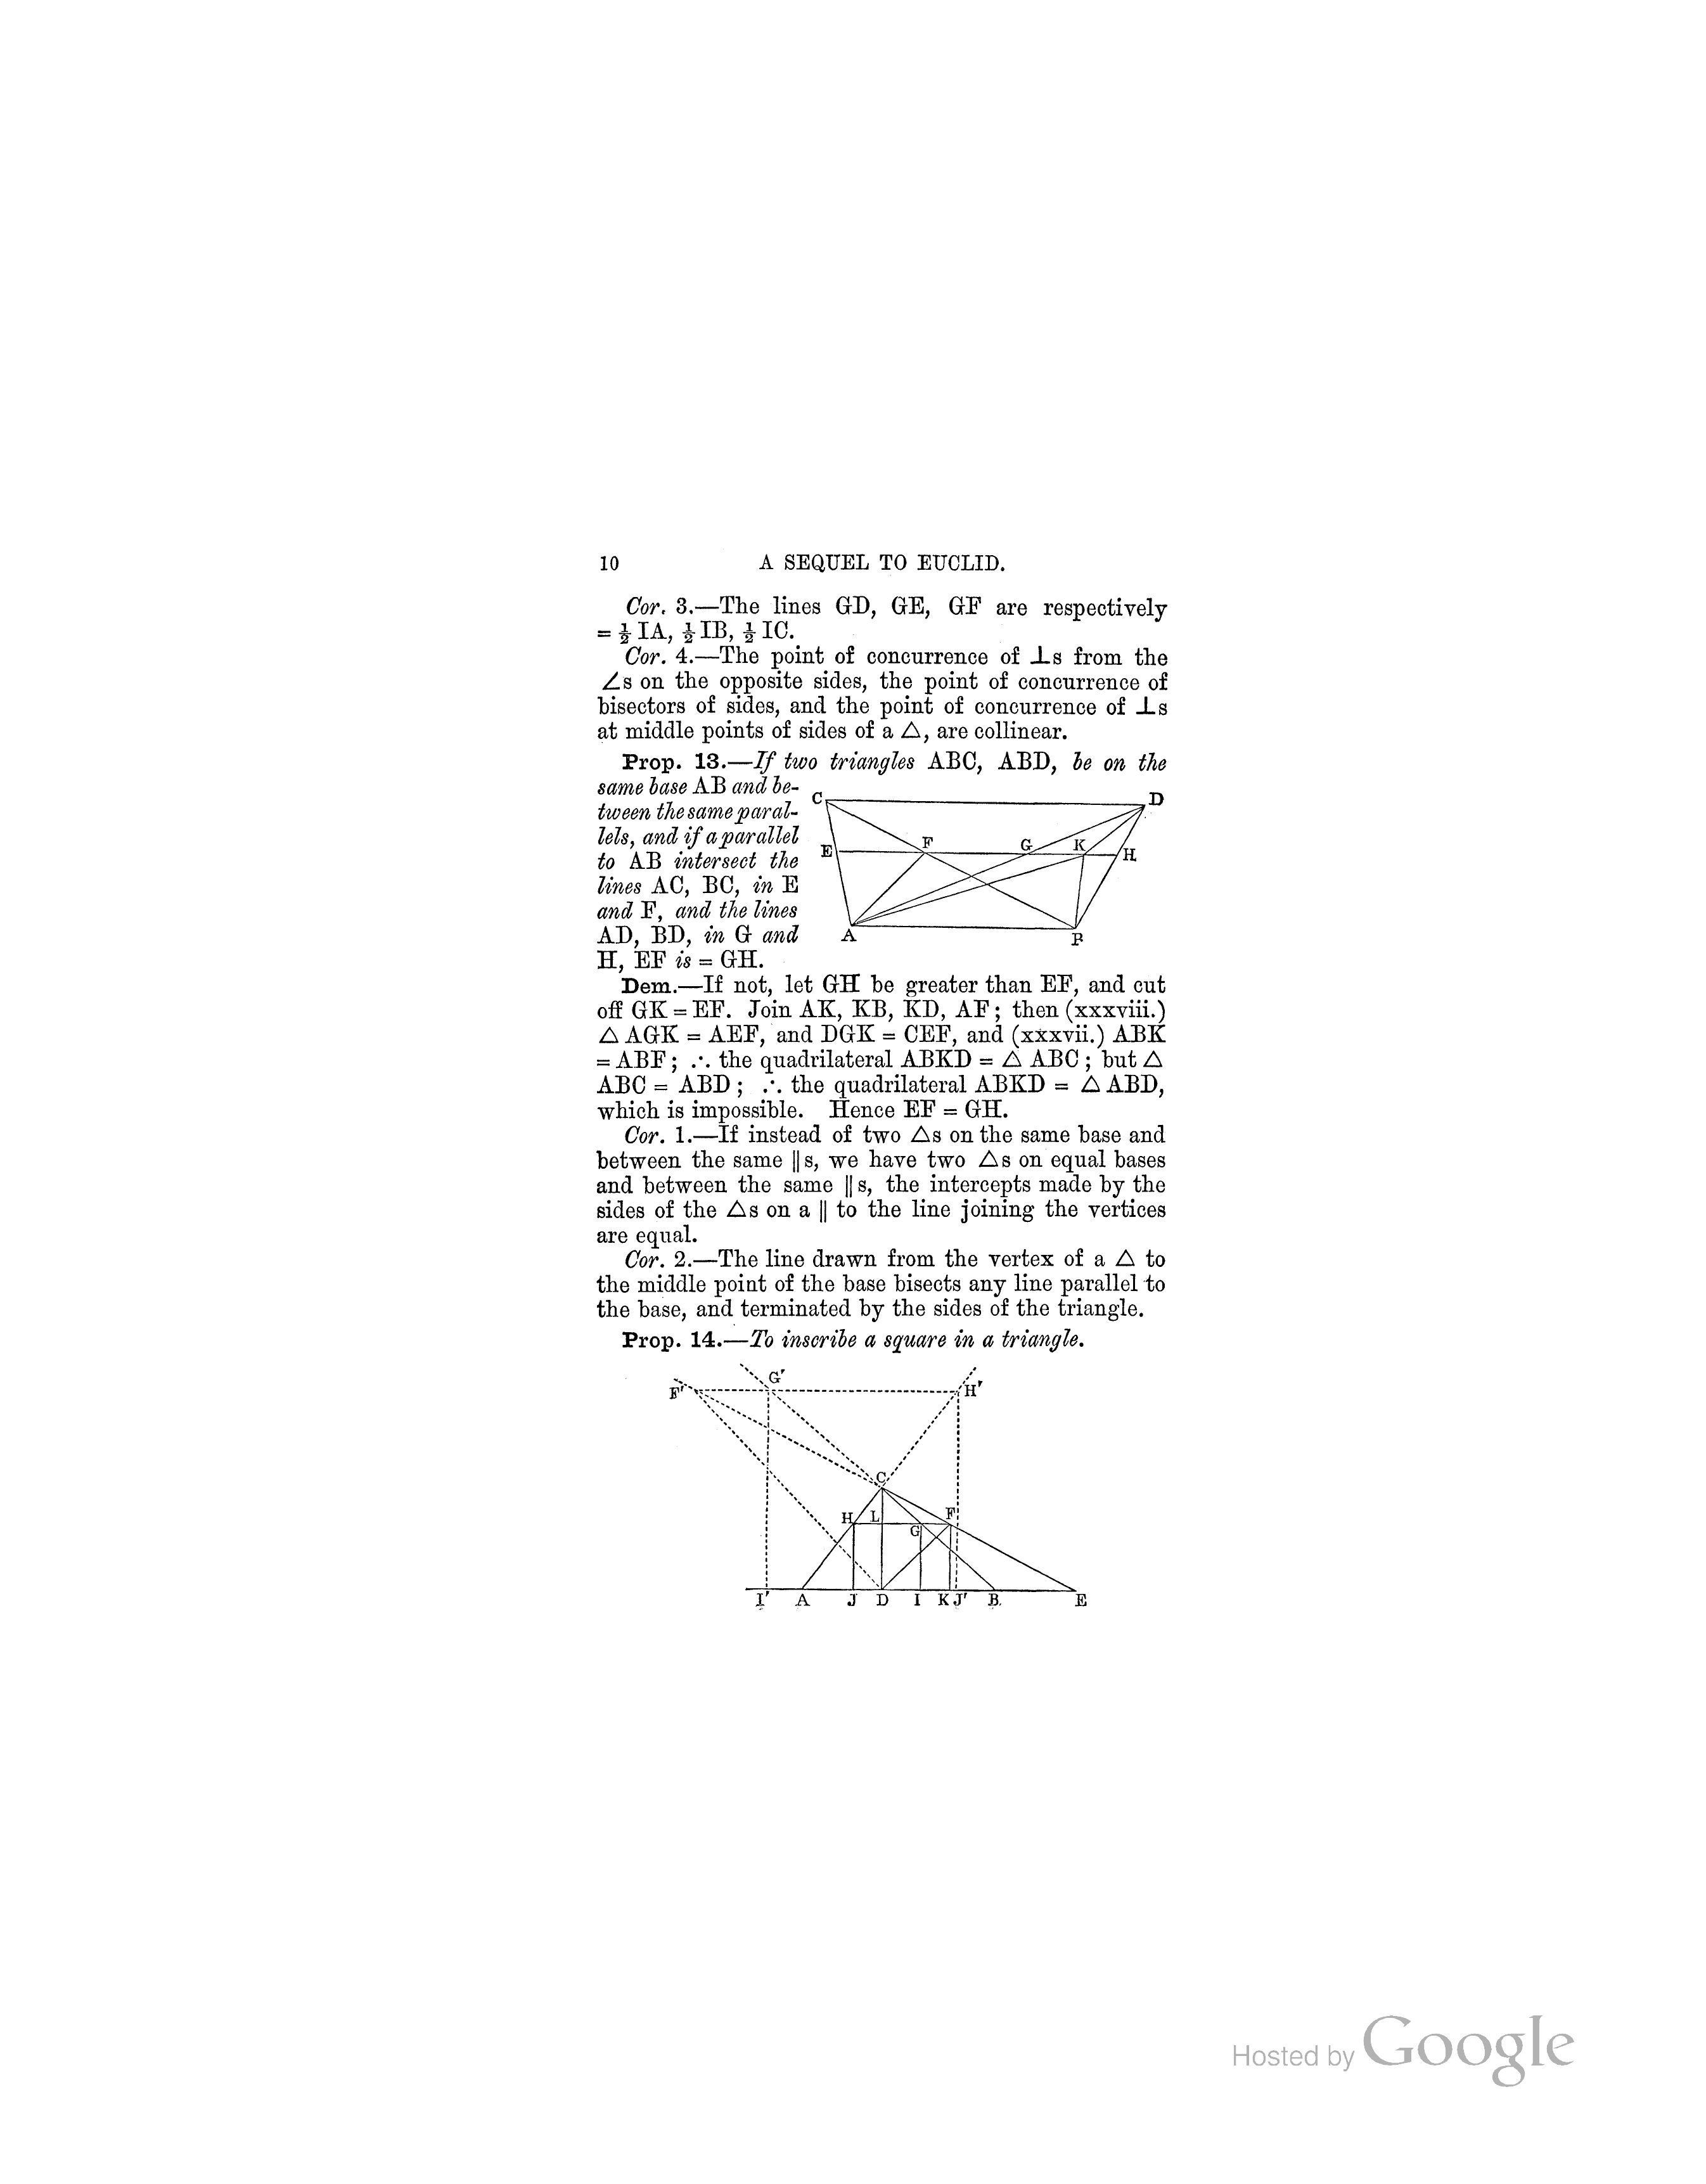 10 A SEQUEL TO EUCLID.
Cor. 3.—The lines GD, GE, GF are respectively
= ½ IA, ½ IB, ½ IC.
Cor. 4.—The point of concurrence of ⊥s from the
∠s on the opposite sides, the point of concurrence of
bisectors of sides, and the point of concurrence of ⊥s
at middle points of sides of a △, are collinear.
Prop. 13.—If two triangles ABC, ABD, be on the
same base AB and be-
tween the same paral-
lels, and if a parallel
to AB intersect the
lines AC, BC, in E
and F, and the lines
AD, BD, in G and
H, EF is = GH.
C D
E F G K H
A B
Dem.—If not, let GH be greater than EF, and cut
off GK = EF. Join AK, KB, KD, AF; then (xxxviii.)
△ AGK = AEF, and DGK = CEF, and (xxxvii.) ABK
= ABF; ∴ the quadrilateral ABKD = △ ABC; but △
ABC = ABD; ∴ the quadrilateral ABKD = △ ABD,
which is impossible. Hence EF = GH.
Cor. 1.—If instead of two △s on the same base and
between the same ∥s, we have two △s on equal bases
and between the same ∥s, the intercepts made by the
sides of the △s on a ∥ to the line joining the vertices
are equal.
Cor. 2.—The line drawn from the vertex of a △ to
the middle point of the base bisects any line parallel to
the base, and terminated by the sides of the triangle.
Prop. 14.—To inscribe a square in a triangle.
F′ G′ H′
C
H L G F
I′ A J D I K J′ B E
Hosted by Google